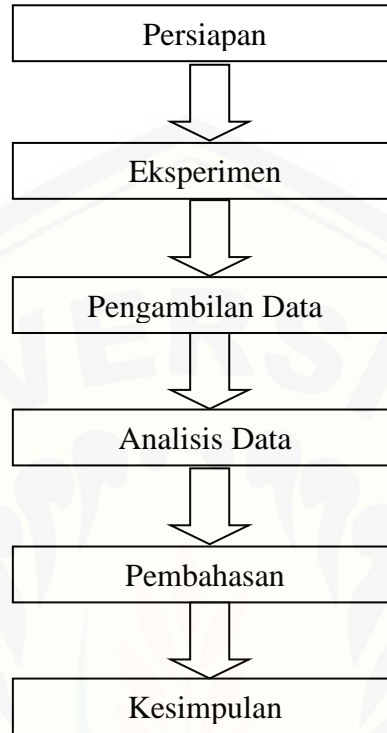 Persiapan
Eksperimen
Pengambilan Data
Analisis Data
Pembahasan
Kesimpulan